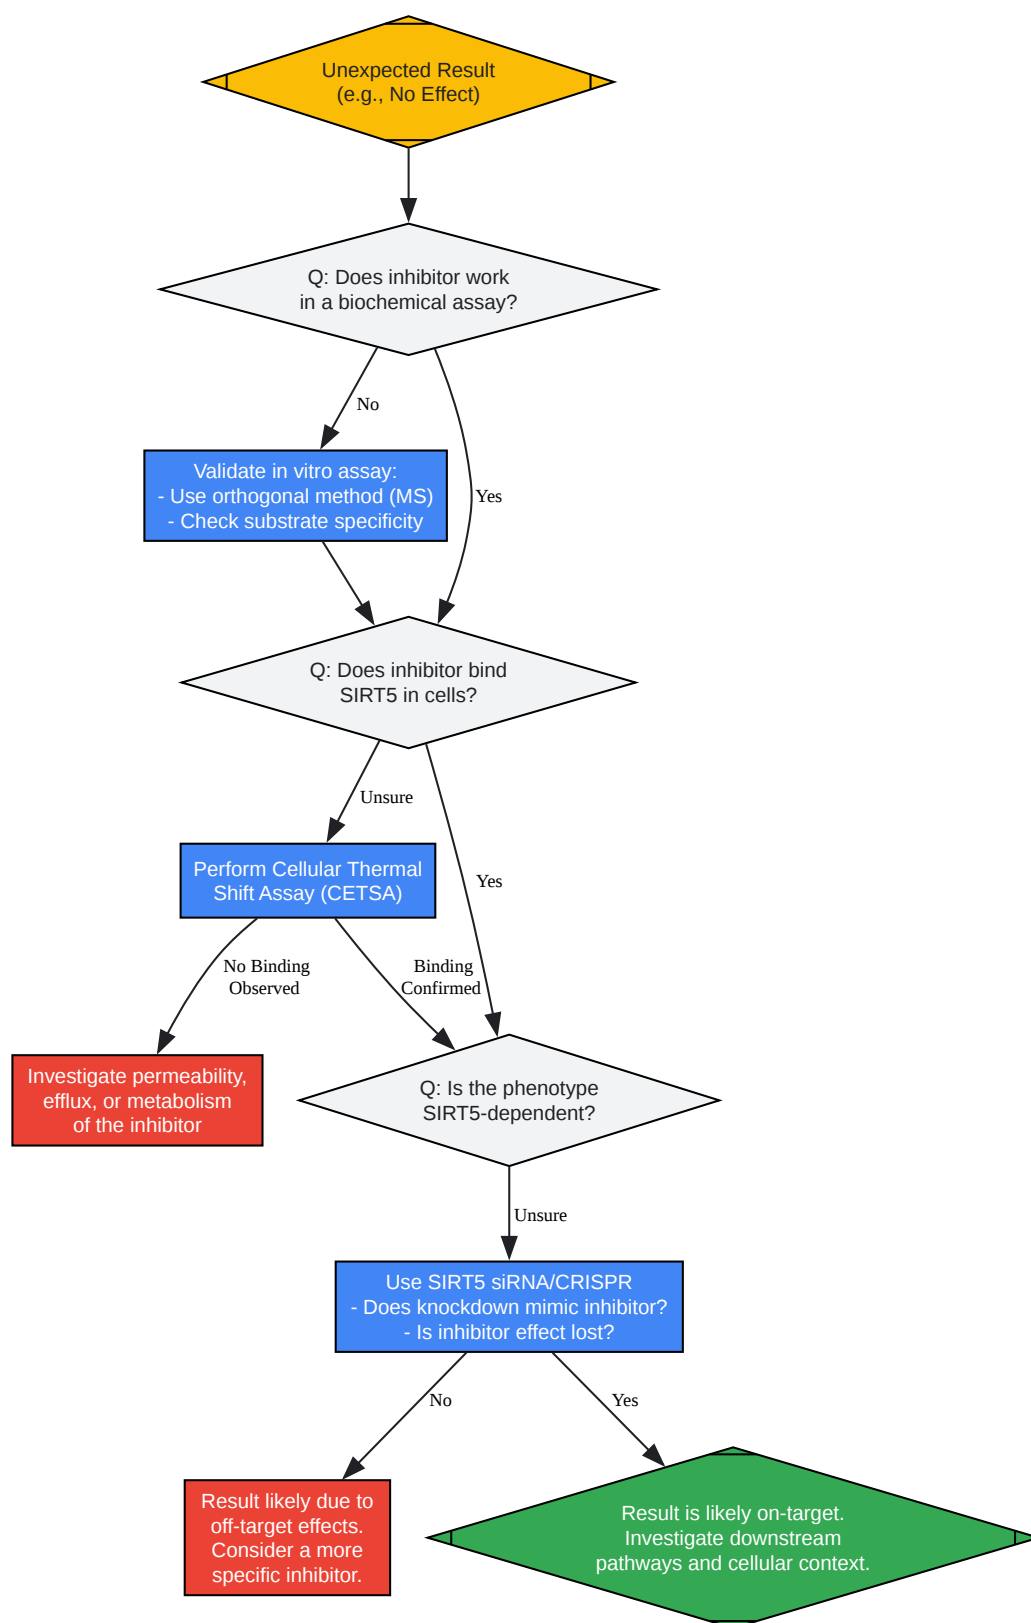 Unexpected Result
(e.g., No Effect)
Q: Does inhibitor work
in a biochemical assay?
No
Yes
Validate in vitro assay:
- Use orthogonal method (MS)
- Check substrate specificity
Q: Does inhibitor bind
SIRT5 in cells?
Unsure
Yes
Perform Cellular Thermal
Shift Assay (CETSA)
No Binding
Observed
Binding
Confirmed
Investigate permeability,
efflux, or metabolism
of the inhibitor
Q: Is the phenotype
SIRT5-dependent?
Unsure
Use SIRT5 siRNA/CRISPR
- Does knockdown mimic inhibitor?
- Is inhibitor effect lost?
No
Yes
Result likely due to
off-target effects.
Consider a more
specific inhibitor.
Result is likely on-target.
Investigate downstream
pathways and cellular context.